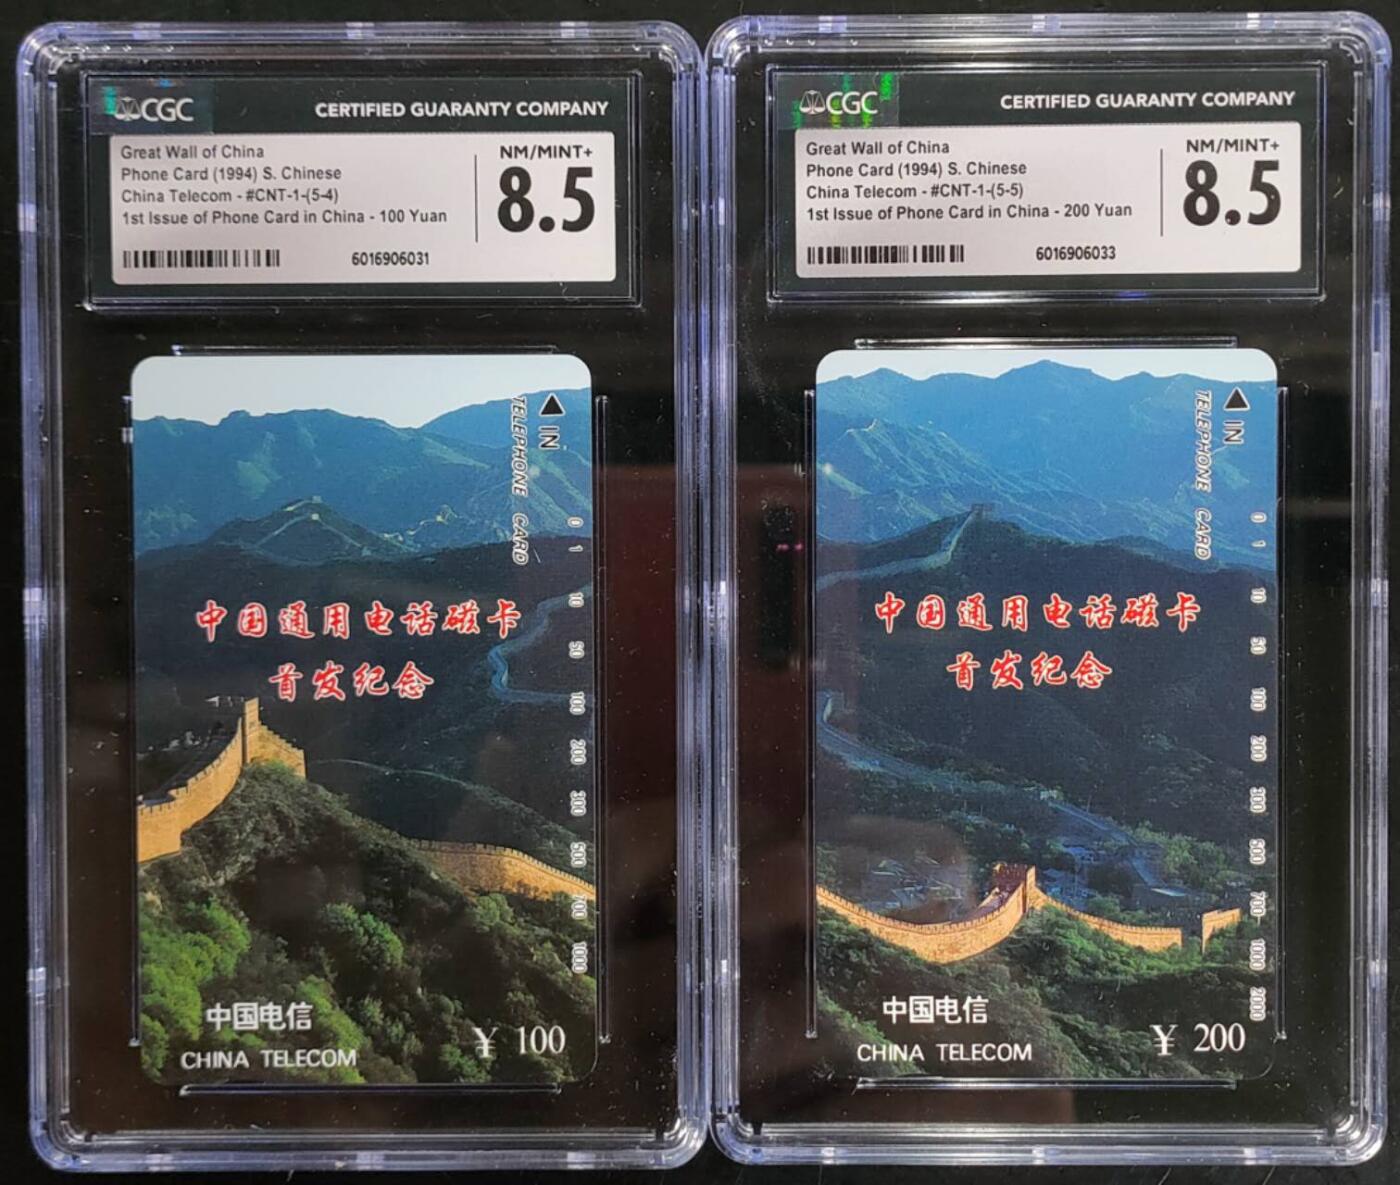 CGC
CERTIFIED GUARANTY COMPANY
Great Wall of China
Phone Card (1994) S. Chinese
China Telecom - #CNT-1-(5-4)
1st Issue of Phone Card in China - 100 Yuan
NM/MINT+
8.5
6016906031
IN
TELEPHONE CARD
0
1
10
50
100
200
300
500
700
1000
中国通用电话磁卡
首发纪念
中国电信
CHINA TELECOM
¥ 100
CGC
CERTIFIED GUARANTY COMPANY
Great Wall of China
Phone Card (1994) S. Chinese
China Telecom - #CNT-1-(5-5)
1st Issue of Phone Card in China - 200 Yuan
NM/MINT+
8.5
6016906033
IN
TELEPHONE CARD
0
1
10
50
100
200
300
500
700
1000
2000
中国通用电话磁卡
首发纪念
中国电信
CHINA TELECOM
¥ 200